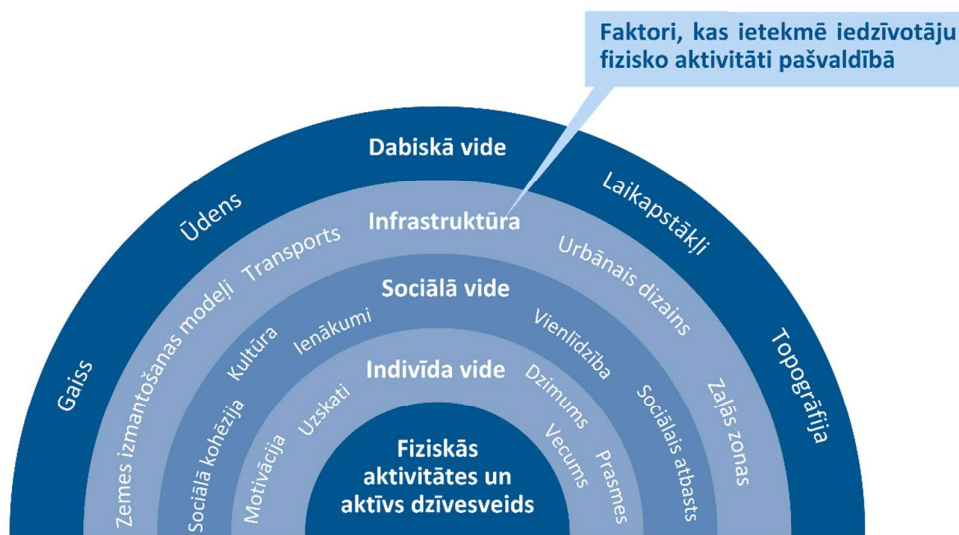 Faktori, kas ietekmē iedzīvotāju
fizisko aktivitāti pašvaldībā
Dabiskā vide
Gaiss
Ūdens
Laikapstākļi
Topogrāfija
Infrastruktūra
Zemes izmantošanas modeļi
Transports
Urbānais dizains
Zaļās zonas
Sociālā vide
Sociālā kohēzija
Kultūra
Ienākumi
Vienlīdzība
Sociālais atbasts
Indivīda vide
Motivācija
Uzskati
Dzimums
Vecums
Prasmes
Fiziskās
aktivitātes un
aktīvs dzīvesveids